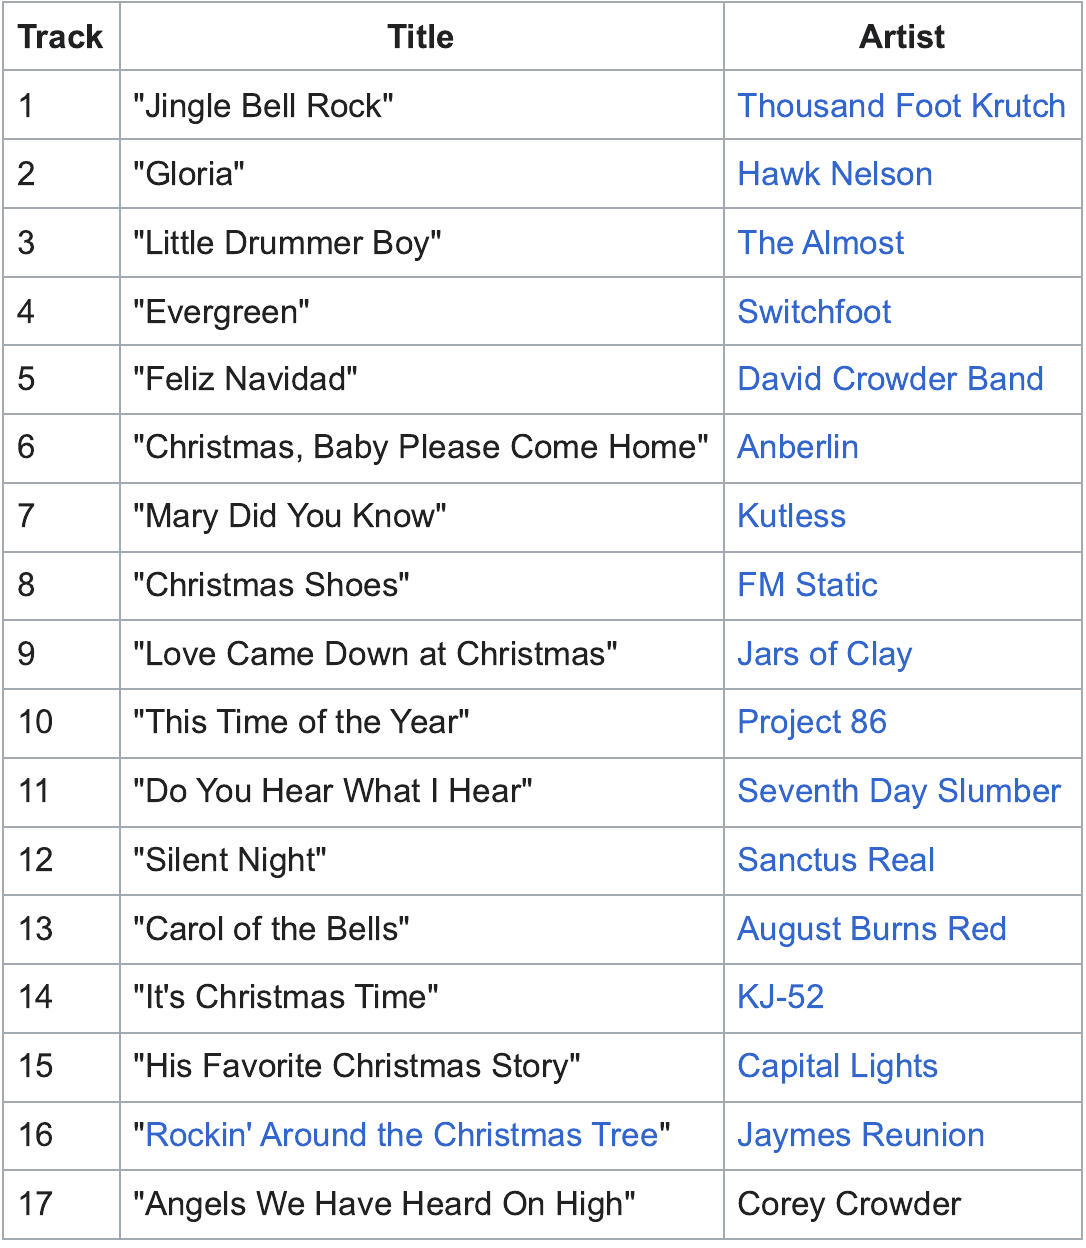 Track Title Artist
1 "Jingle Bell Rock" Thousand Foot Krutch
2 "Gloria" Hawk Nelson
3 "Little Drummer Boy" The Almost
4 "Evergreen" Switchfoot
5 "Feliz Navidad" David Crowder Band
6 "Christmas, Baby Please Come Home" Anberlin
7 "Mary Did You Know" Kutless
8 "Christmas Shoes" FM Static
9 "Love Came Down at Christmas" Jars of Clay
10 "This Time of the Year" Project 86
11 "Do You Hear What I Hear" Seventh Day Slumber
12 "Silent Night" Sanctus Real
13 "Carol of the Bells" August Burns Red
14 "It's Christmas Time" KJ-52
15 "His Favorite Christmas Story" Capital Lights
16 "Rockin' Around the Christmas Tree" Jaymes Reunion
17 "Angels We Have Heard On High" Corey Crowder